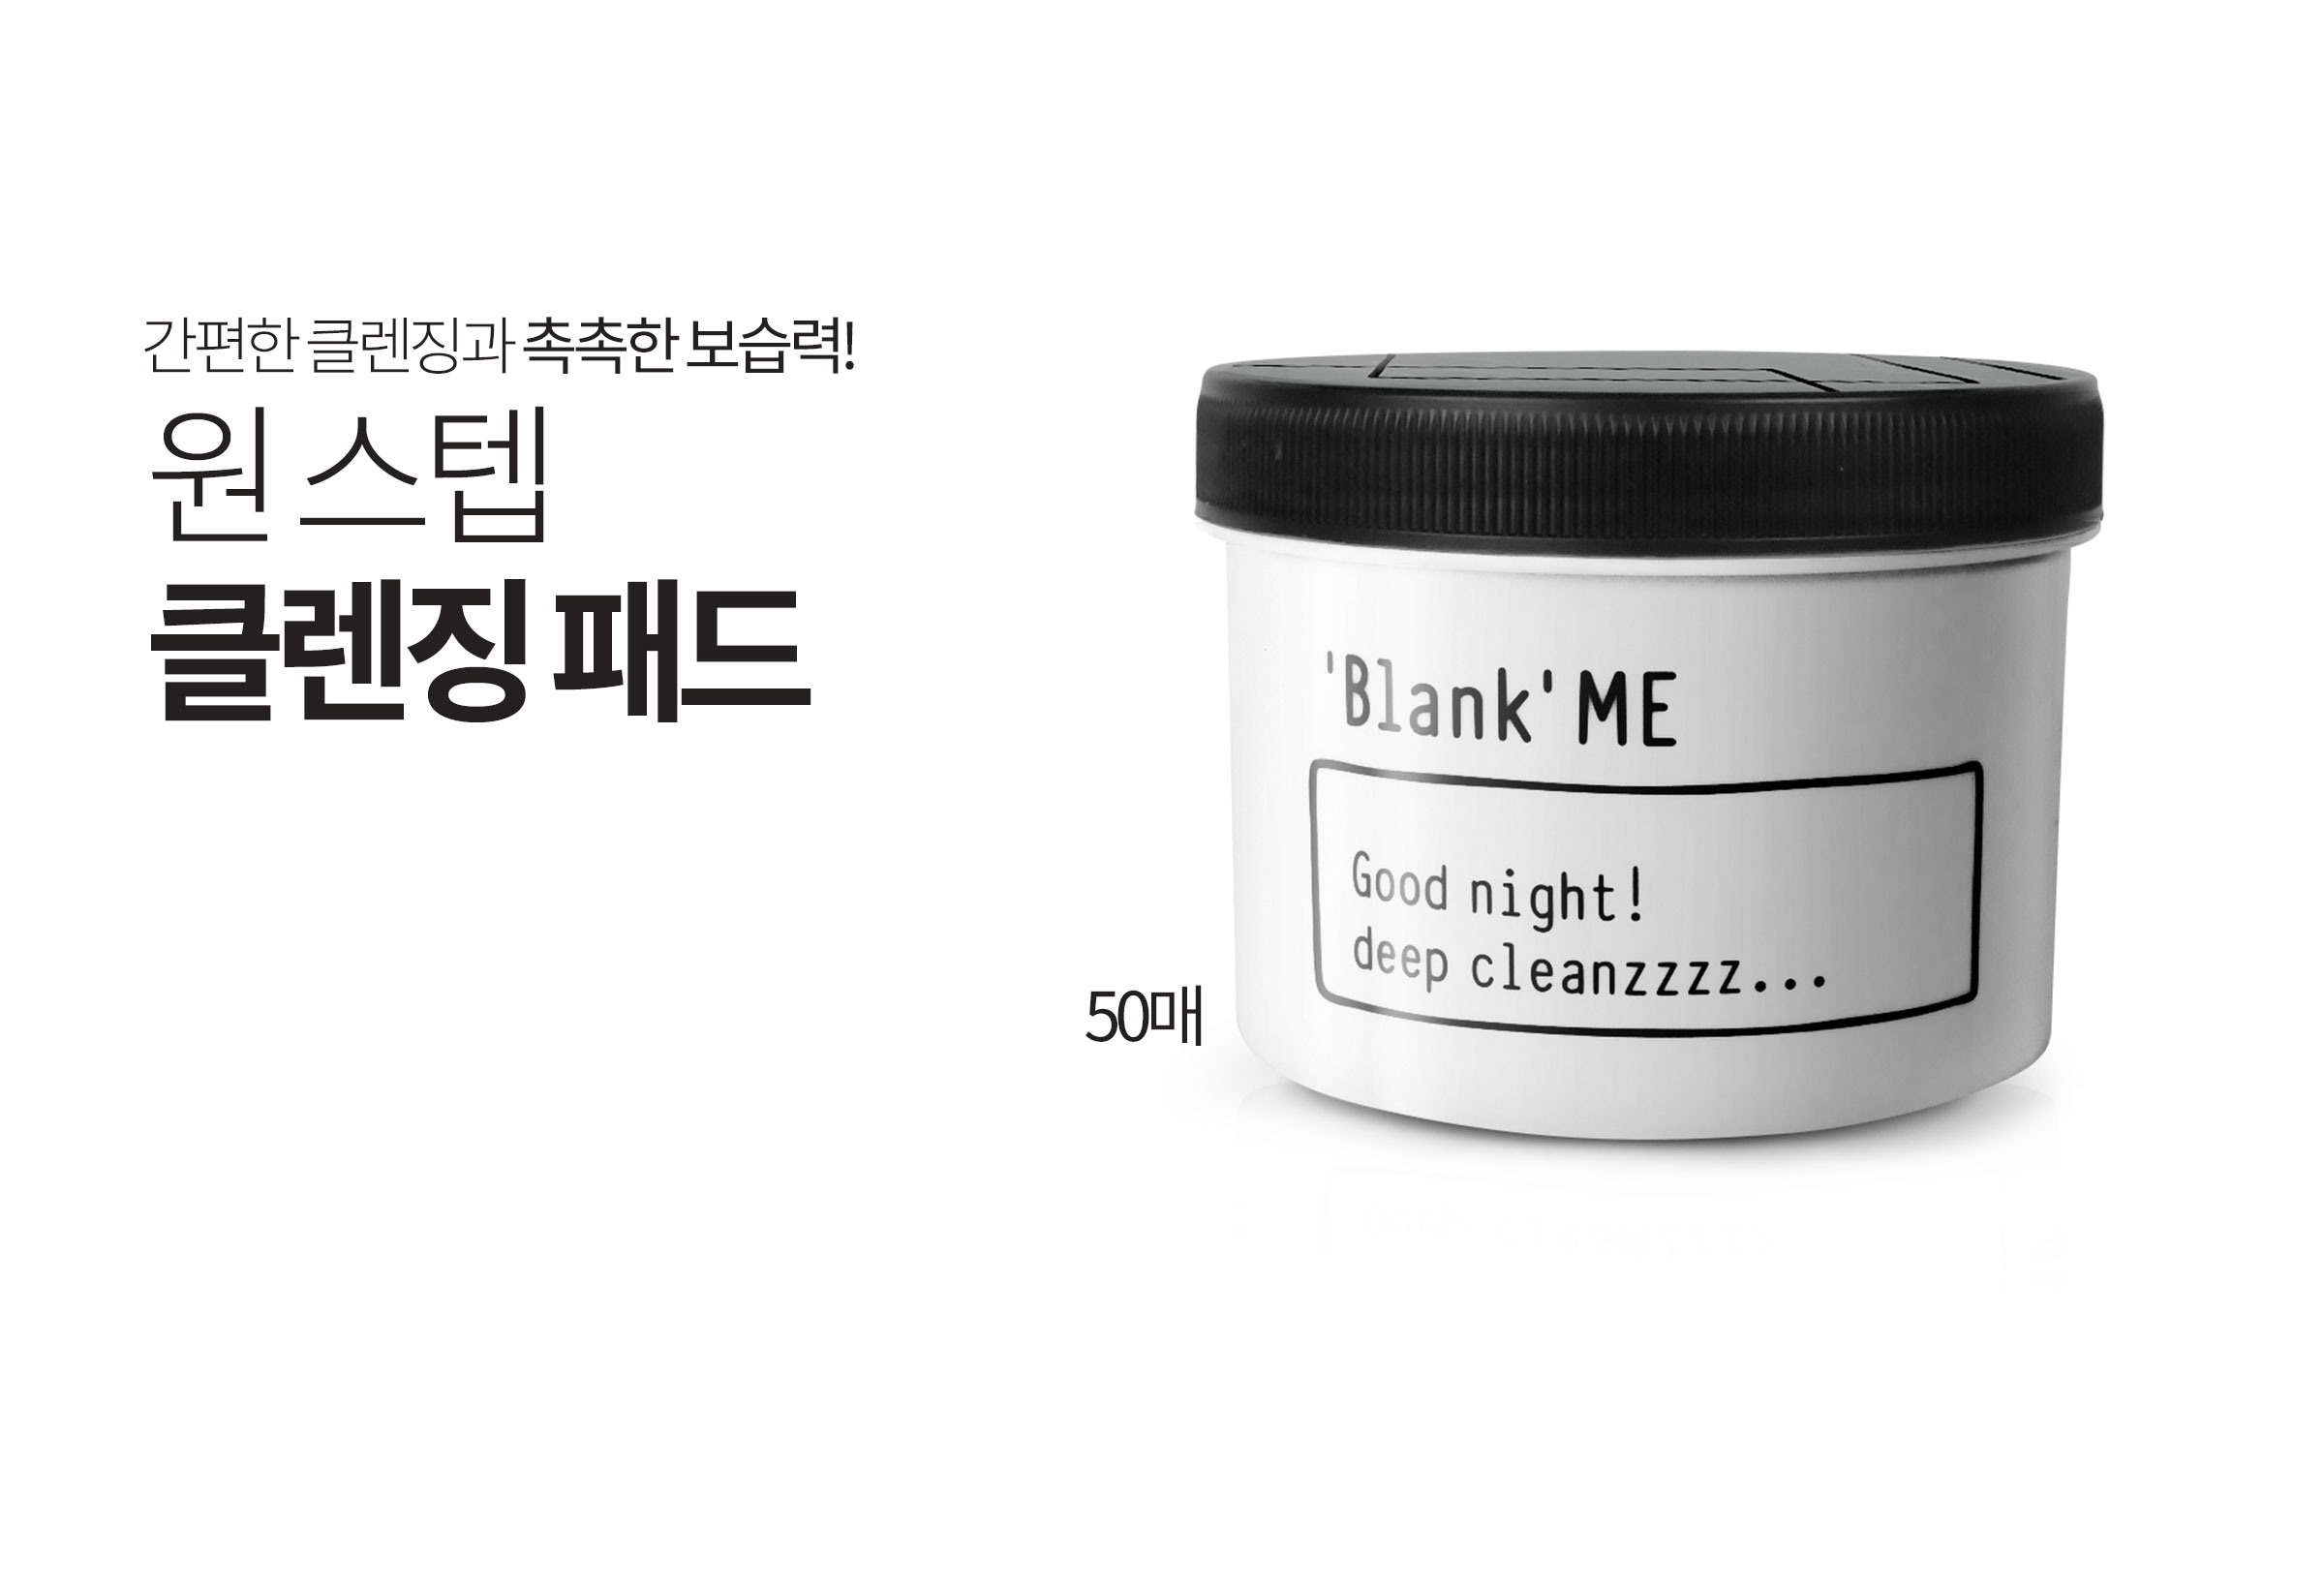 간편한 클렌징과 촉촉한 보습력!
원 스텝
클렌징 패드
'Blank' ME
Good night!
deep cleanzzzz...
50매